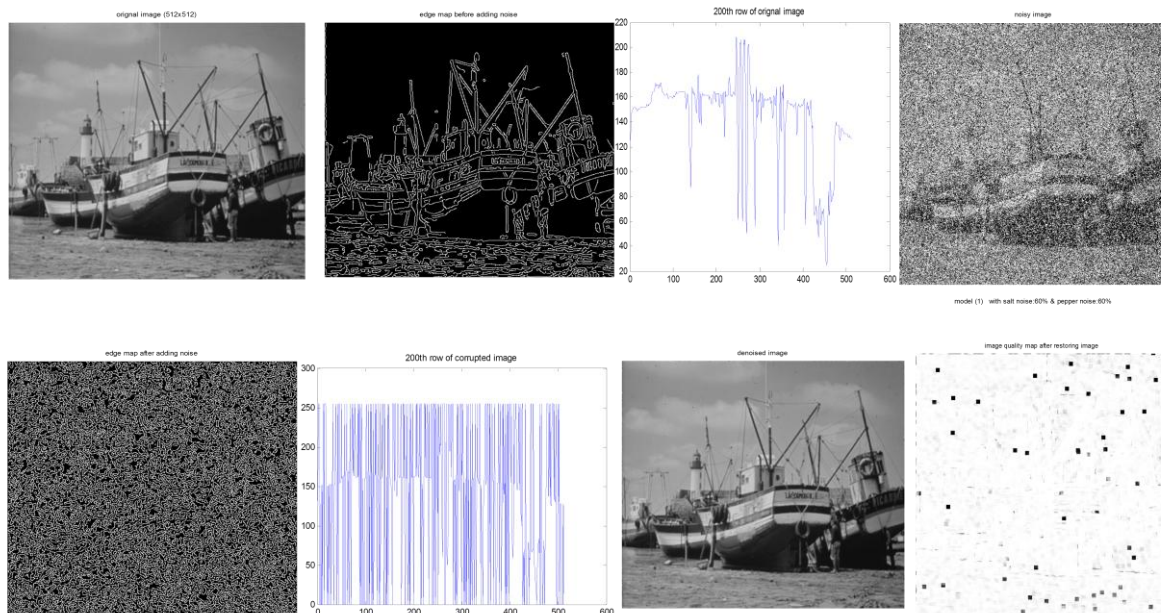 orignal image (512x512)
edge map before adding noise
200th row of orignal image
noisy image
220
200
180
160
140
120
100
80
60
40
20
0 100 200 300 400 500 600
model (1) with salt noise:60% & pepper noise:60%
edge map after adding noise
200th row of corrupted image
denoised image
image quality map after restoring image
300
250
200
150
100
50
0
0 100 200 300 400 500 600